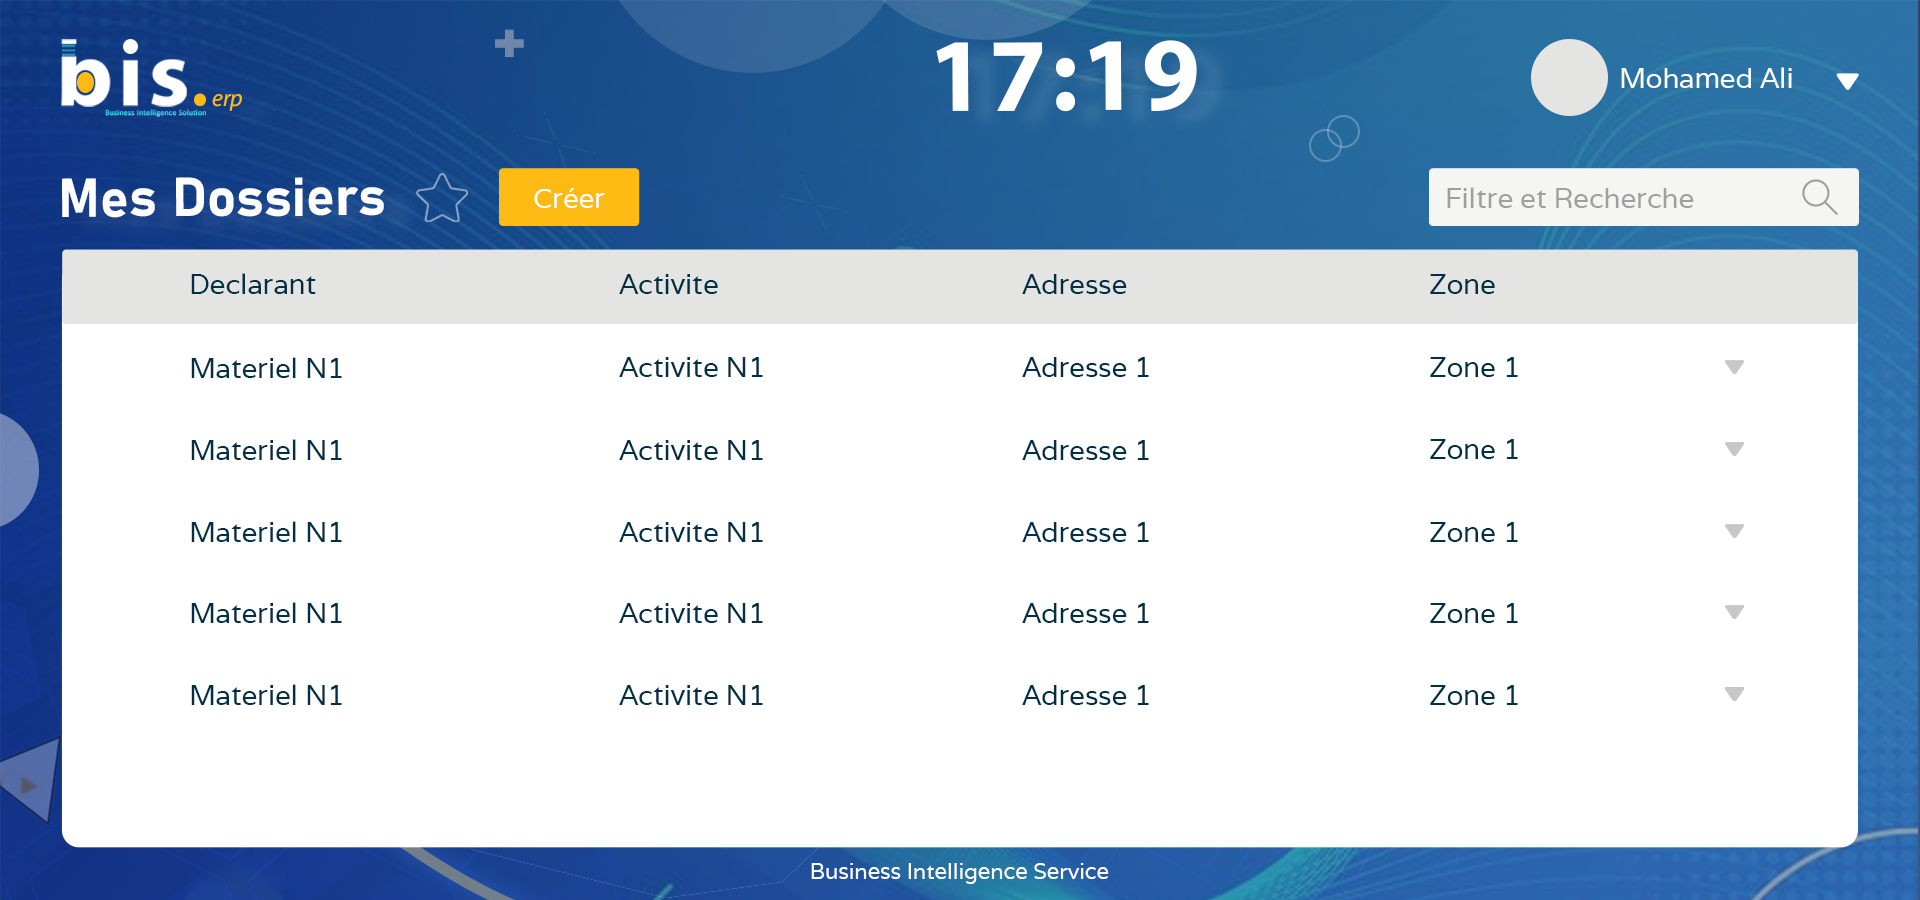 bis.erp
Business Intelligence Solution
17:19
Mohamed Ali
Mes Dossiers
Créer
Filtre et Recherche
Declarant Activite Adresse Zone
Materiel N1 Activite N1 Adresse 1 Zone 1
Materiel N1 Activite N1 Adresse 1 Zone 1
Materiel N1 Activite N1 Adresse 1 Zone 1
Materiel N1 Activite N1 Adresse 1 Zone 1
Materiel N1 Activite N1 Adresse 1 Zone 1
Business Intelligence Service